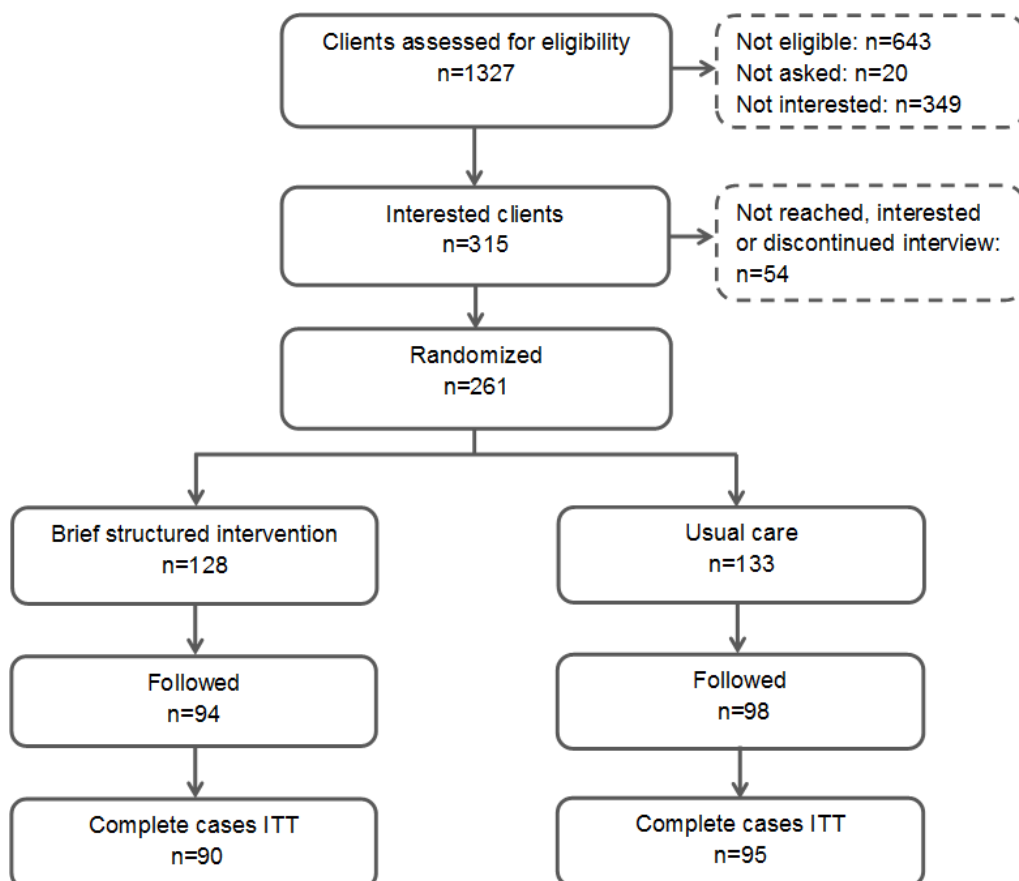 Clients assessed for eligibility
n=1327
Not eligible: n=643
Not asked: n=20
Not interested: n=349
Interested clients
n=315
Not reached, interested
or discontinued interview:
n=54
Randomized
n=261
Brief structured intervention
n=128
Usual care
n=133
Followed
n=94
Followed
n=98
Complete cases ITT
n=90
Complete cases ITT
n=95